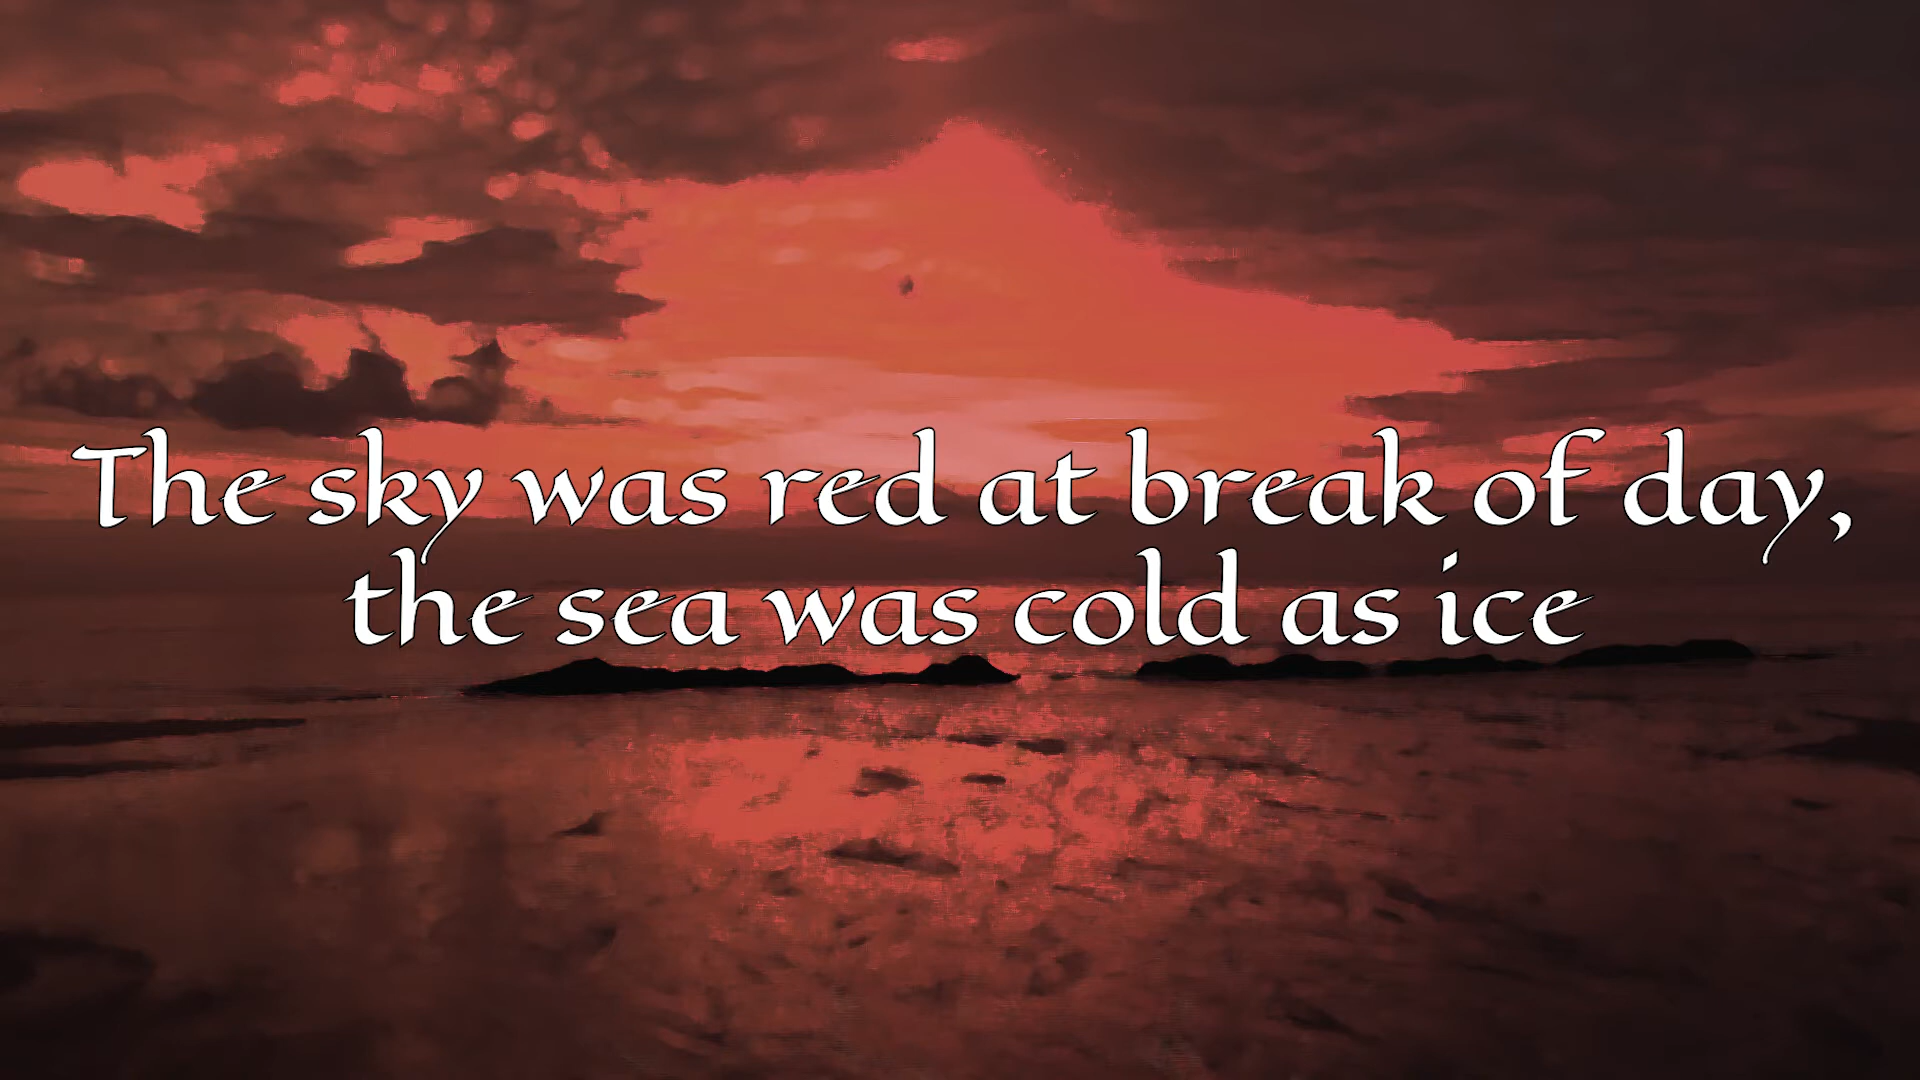 The sky was red at break of day,
the sea was cold as ice